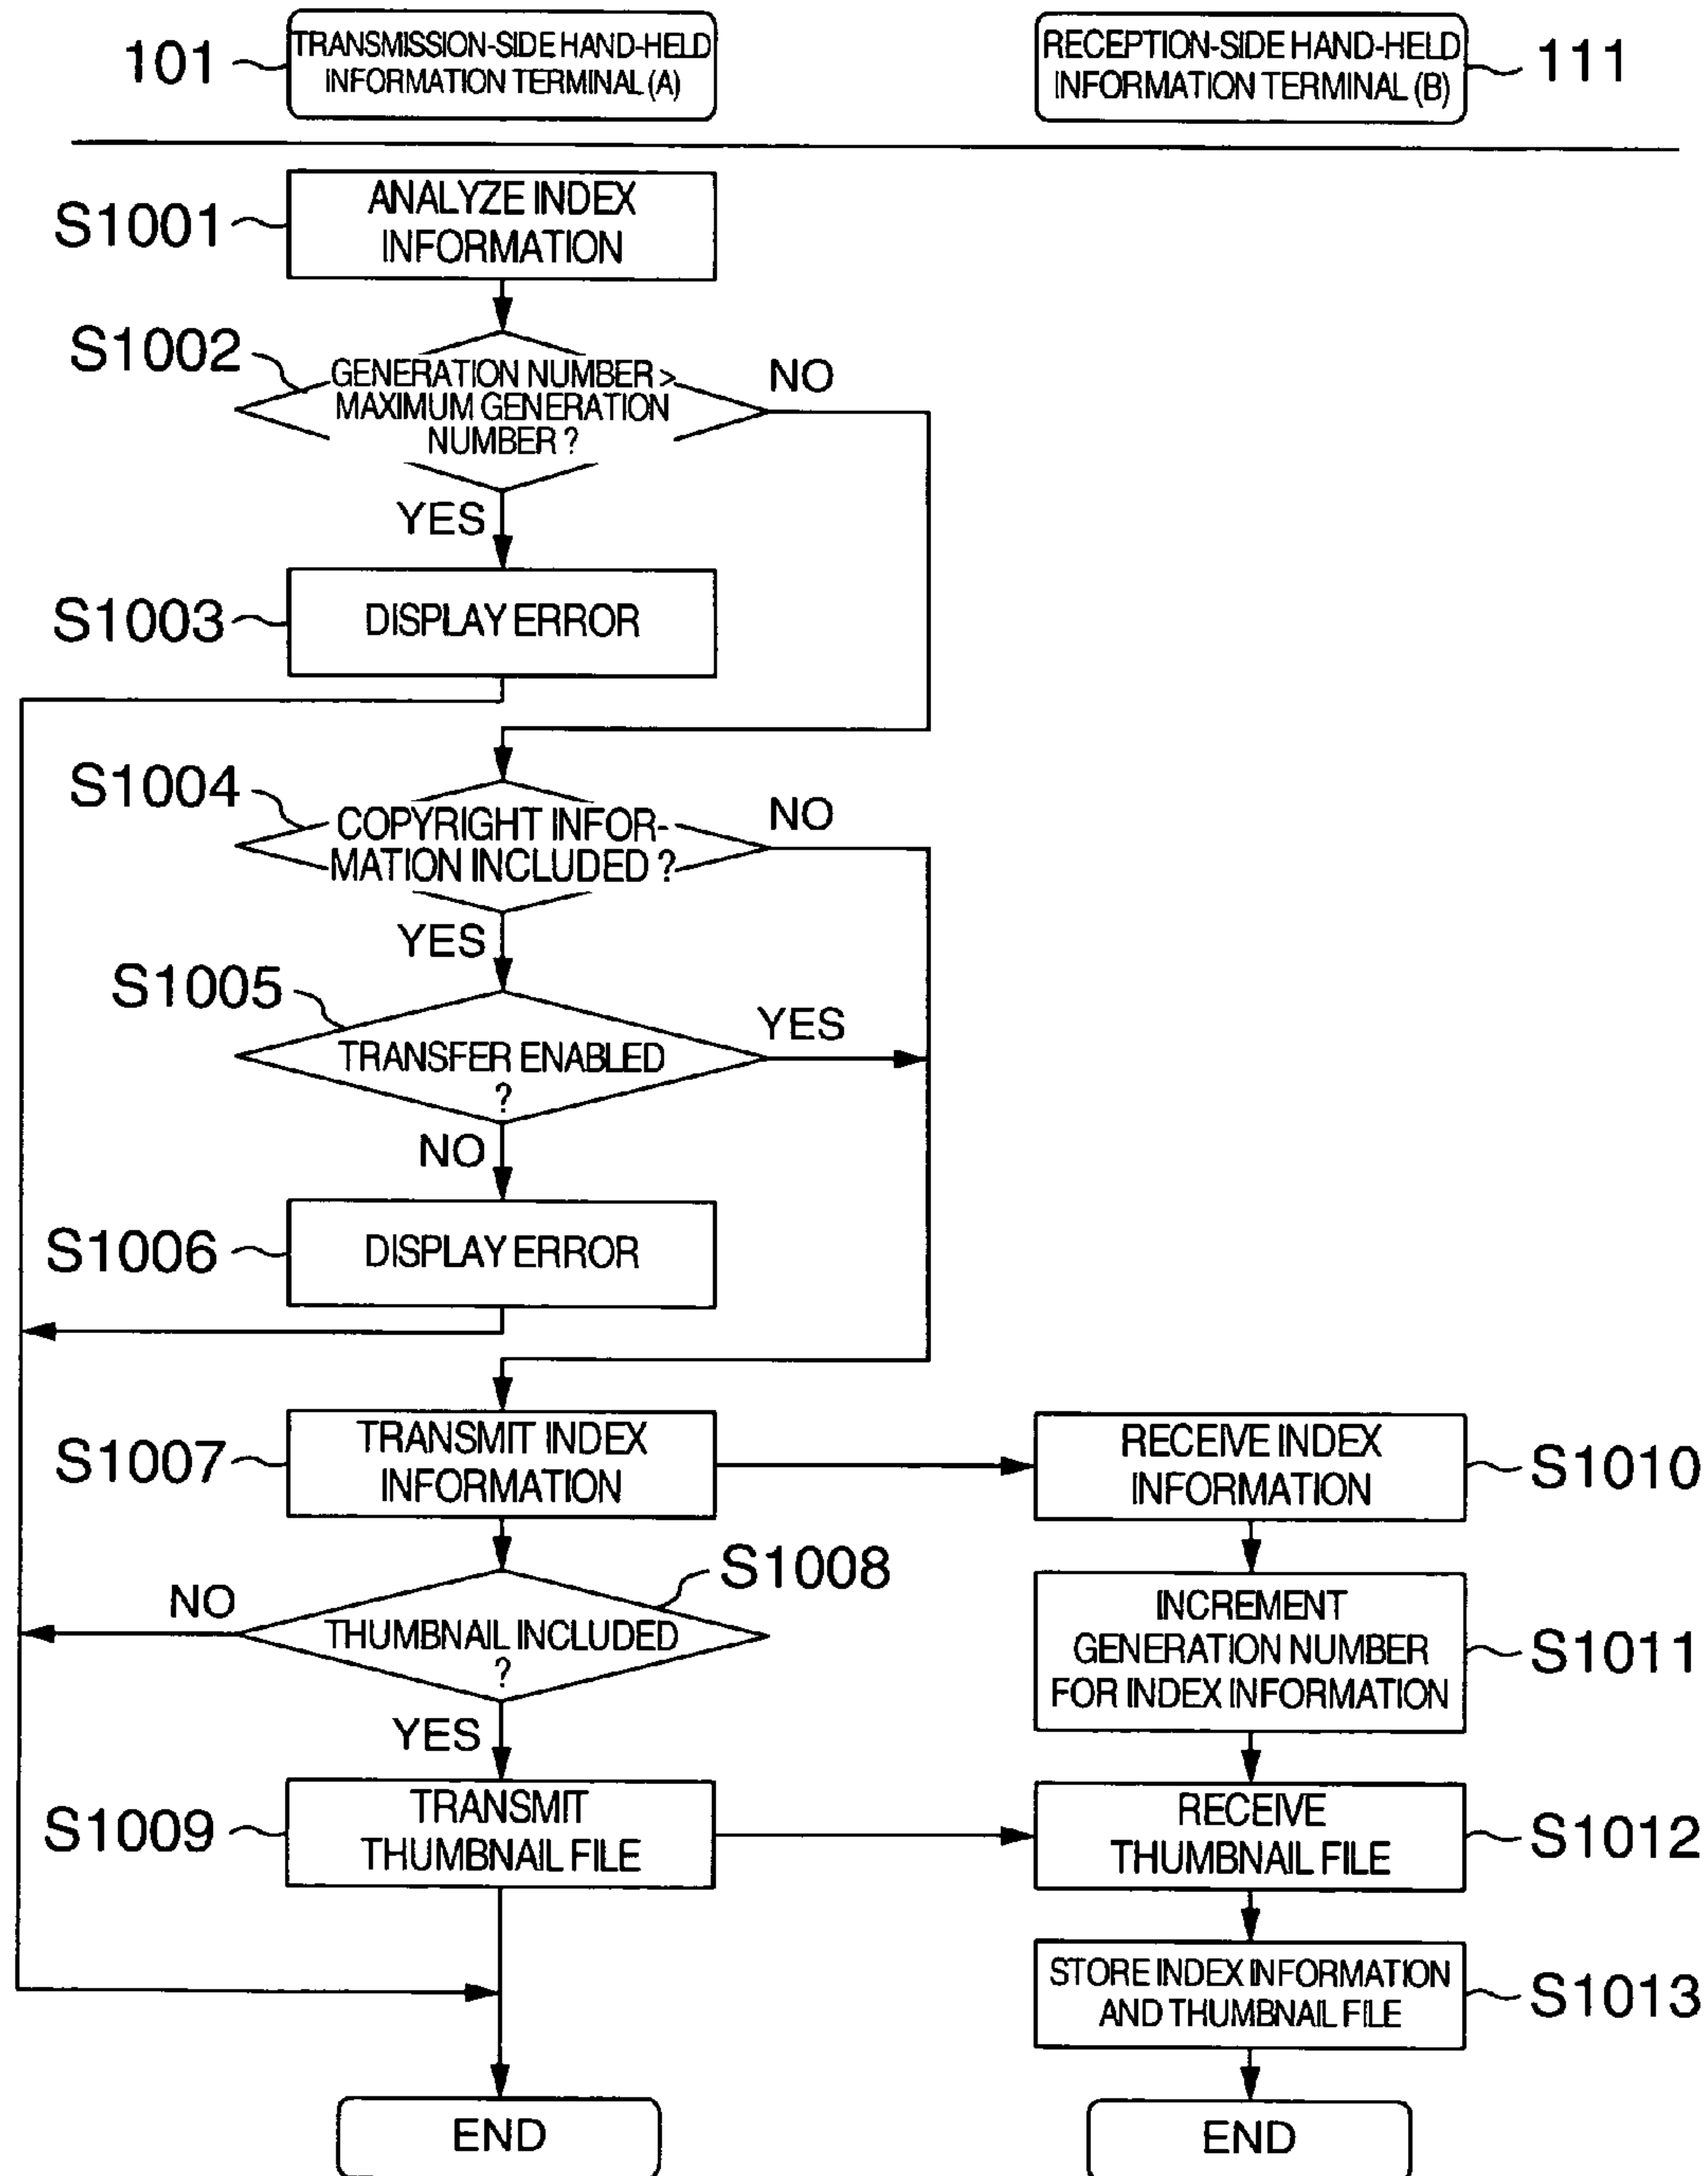 101
TRANSMISSION-SIDE HAND-HELD
INFORMATION TERMINAL (A)
RECEPTION-SIDE HAND-HELD
INFORMATION TERMINAL (B)
111
S1001
ANALYZE INDEX
INFORMATION
S1002
GENERATION NUMBER >
MAXIMUM GENERATION
NUMBER ?
NO
YES
S1003
DISPLAY ERROR
S1004
COPYRIGHT INFOR-
MATION INCLUDED ?
NO
YES
S1005
TRANSFER ENABLED
?
YES
NO
S1006
DISPLAY ERROR
S1007
TRANSMIT INDEX
INFORMATION
RECEIVE INDEX
INFORMATION
S1010
S1008
THUMBNAIL INCLUDED
?
NO
YES
INCREMENT
GENERATION NUMBER
FOR INDEX INFORMATION
S1011
S1009
TRANSMIT
THUMBNAIL FILE
RECEIVE
THUMBNAIL FILE
S1012
STORE INDEX INFORMATION
AND THUMBNAIL FILE
S1013
END
END